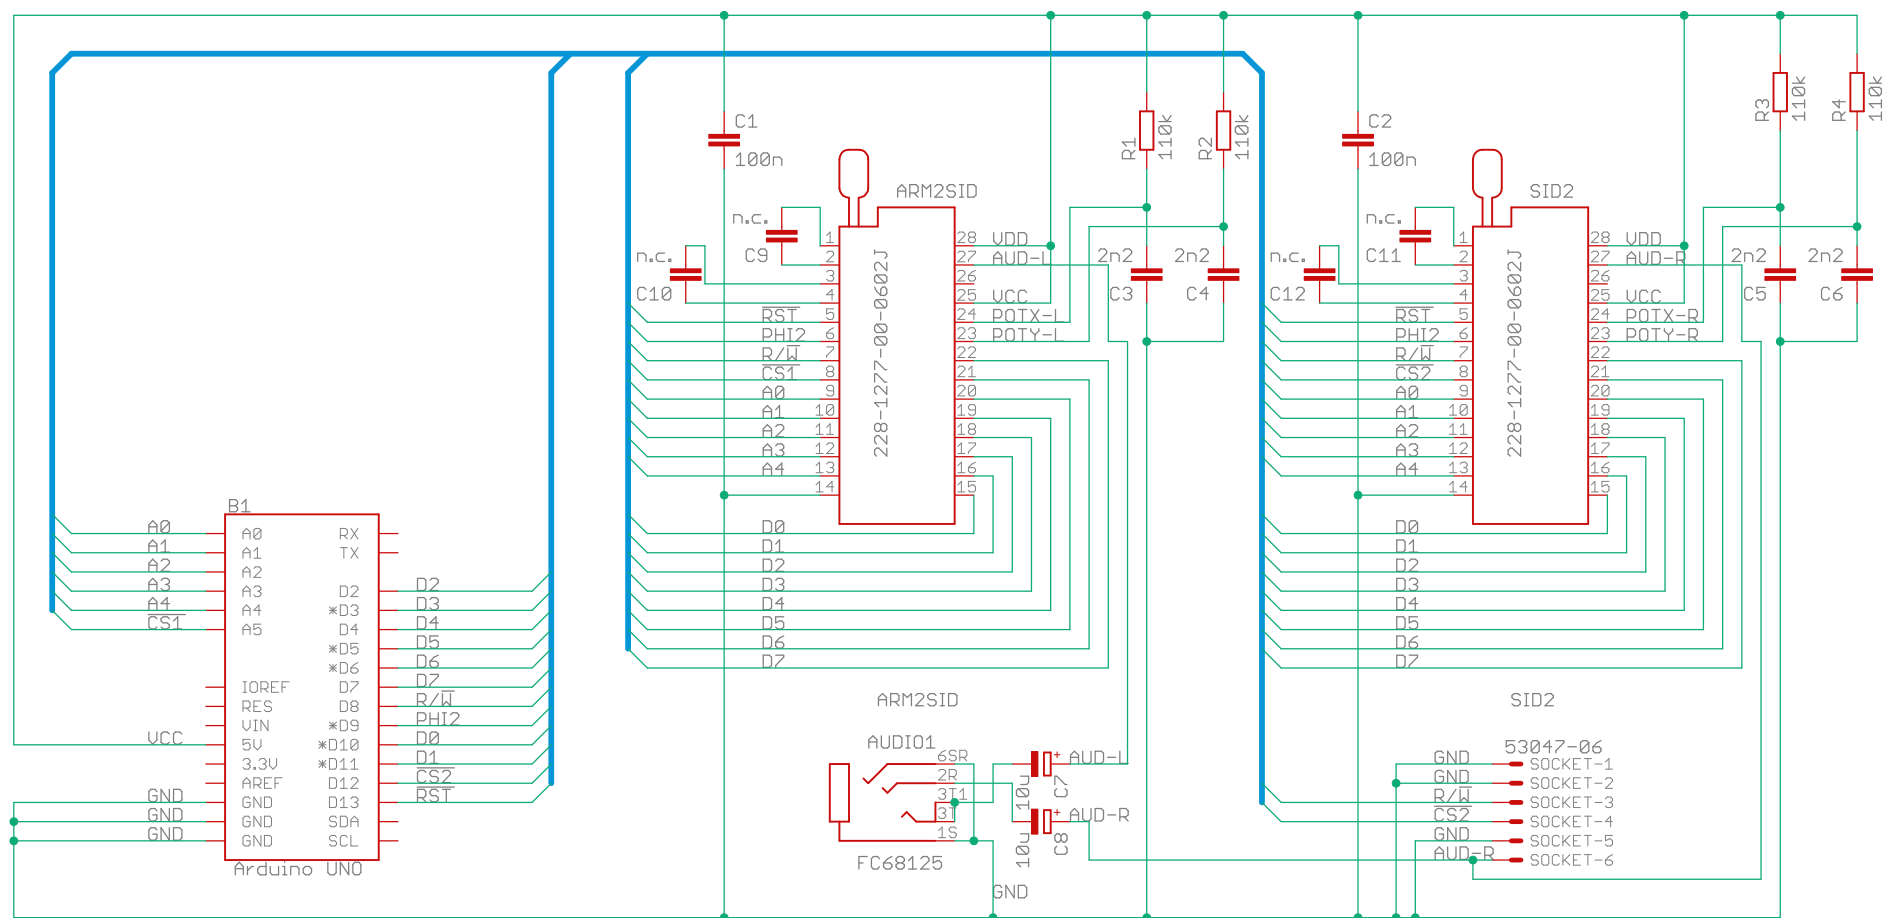 C1
100n
ARM2SID
n.c.
C9
n.c.
C10
228-1277-00-0602J
1
2
3
4
5
6
7
8
9
10
11
12
13
14
RST
PHI2
R/W
CS1
A0
A1
A2
A3
A4
28
27
26
25
24
23
22
21
20
19
18
17
16
15
VDD
AUD-L
VCC
POTX-L
POTY-L
R1
110k
R2
110k
2n2
C3
2n2
C4
D0
D1
D2
D3
D4
D5
D6
D7
ARM2SID
C2
100n
SID2
n.c.
C11
n.c.
C12
228-1277-00-0602J
1
2
3
4
5
6
7
8
9
10
11
12
13
14
RST
PHI2
R/W
CS2
A0
A1
A2
A3
A4
28
27
26
25
24
23
22
21
20
19
18
17
16
15
VDD
AUD-R
VCC
POTX-R
POTY-R
R3
110k
R4
110k
2n2
C5
2n2
C6
D0
D1
D2
D3
D4
D5
D6
D7
SID2
B1
A0
A1
A2
A3
A4
CS1
VCC
GND
GND
GND
A0
A1
A2
A3
A4
A5
IOREF
RES
VIN
5V
3.3V
AREF
GND
GND
GND
RX
TX
D2
*D3
D4
*D5
*D6
D7
D8
*D9
*D10
*D11
D12
D13
SDA
SCL
D2
D3
D4
D5
D6
D7
R/W
PHI2
D0
D1
CS2
RST
Arduino UNO
AUDIO1
6SR
2R
3T1
3T
1S
FC68125
10u
C7
AUD-L
10u
C8
AUD-R
GND
53047-06
GND
GND
R/W
CS2
GND
AUD-R
SOCKET-1
SOCKET-2
SOCKET-3
SOCKET-4
SOCKET-5
SOCKET-6